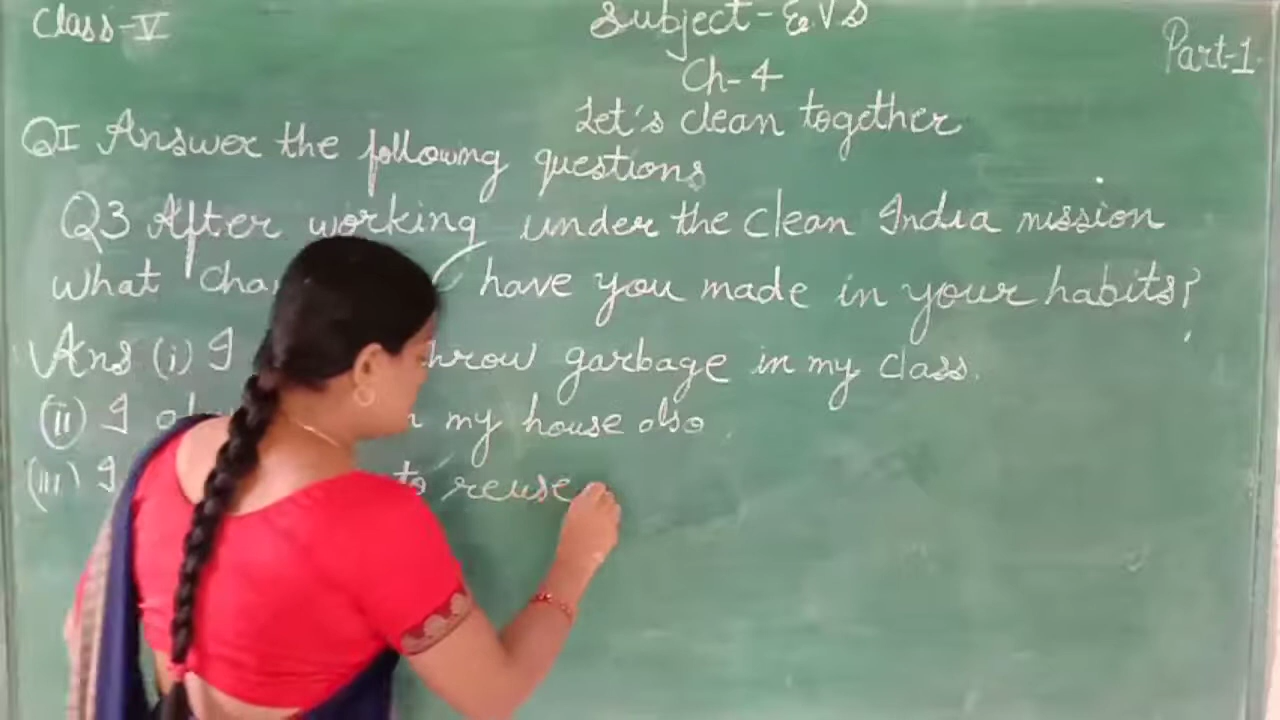 Class-V
Subject-E.V.S
Part-1
Ch-4
Let's clean together
QI Answer the following questions
Q3 After working under the clean India mission
what have you made in your habits?
Ans (i) I garbage in my class.
(ii) I my house also.
(iii) I to reuse